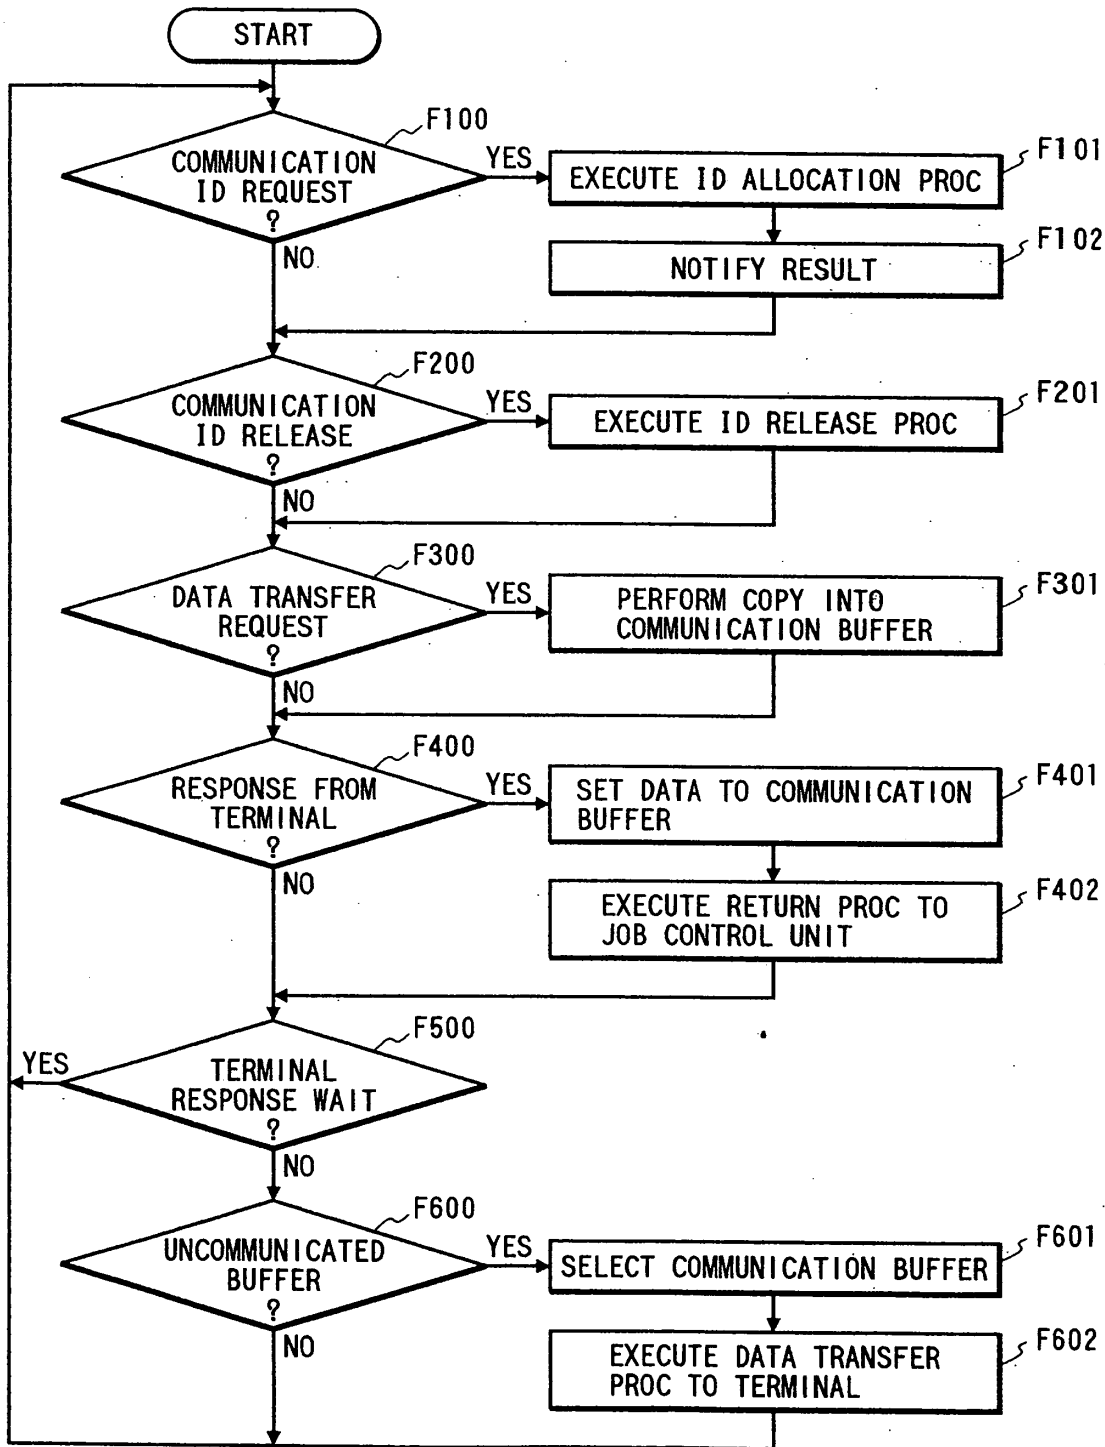 START
F100
COMMUNICATION
ID REQUEST
?
YES
NO
EXECUTE ID ALLOCATION PROC
F101
NOTIFY RESULT
F102
F200
COMMUNICATION
ID RELEASE
?
YES
NO
EXECUTE ID RELEASE PROC
F201
F300
DATA TRANSFER
REQUEST
?
YES
NO
PERFORM COPY INTO
COMMUNICATION BUFFER
F301
F400
RESPONSE FROM
TERMINAL
?
YES
NO
SET DATA TO COMMUNICATION
BUFFER
F401
EXECUTE RETURN PROC TO
JOB CONTROL UNIT
F402
F500
YES
TERMINAL
RESPONSE WAIT
?
NO
F600
UNCOMMUNICATED
BUFFER
?
YES
NO
SELECT COMMUNICATION BUFFER
F601
EXECUTE DATA TRANSFER
PROC TO TERMINAL
F602